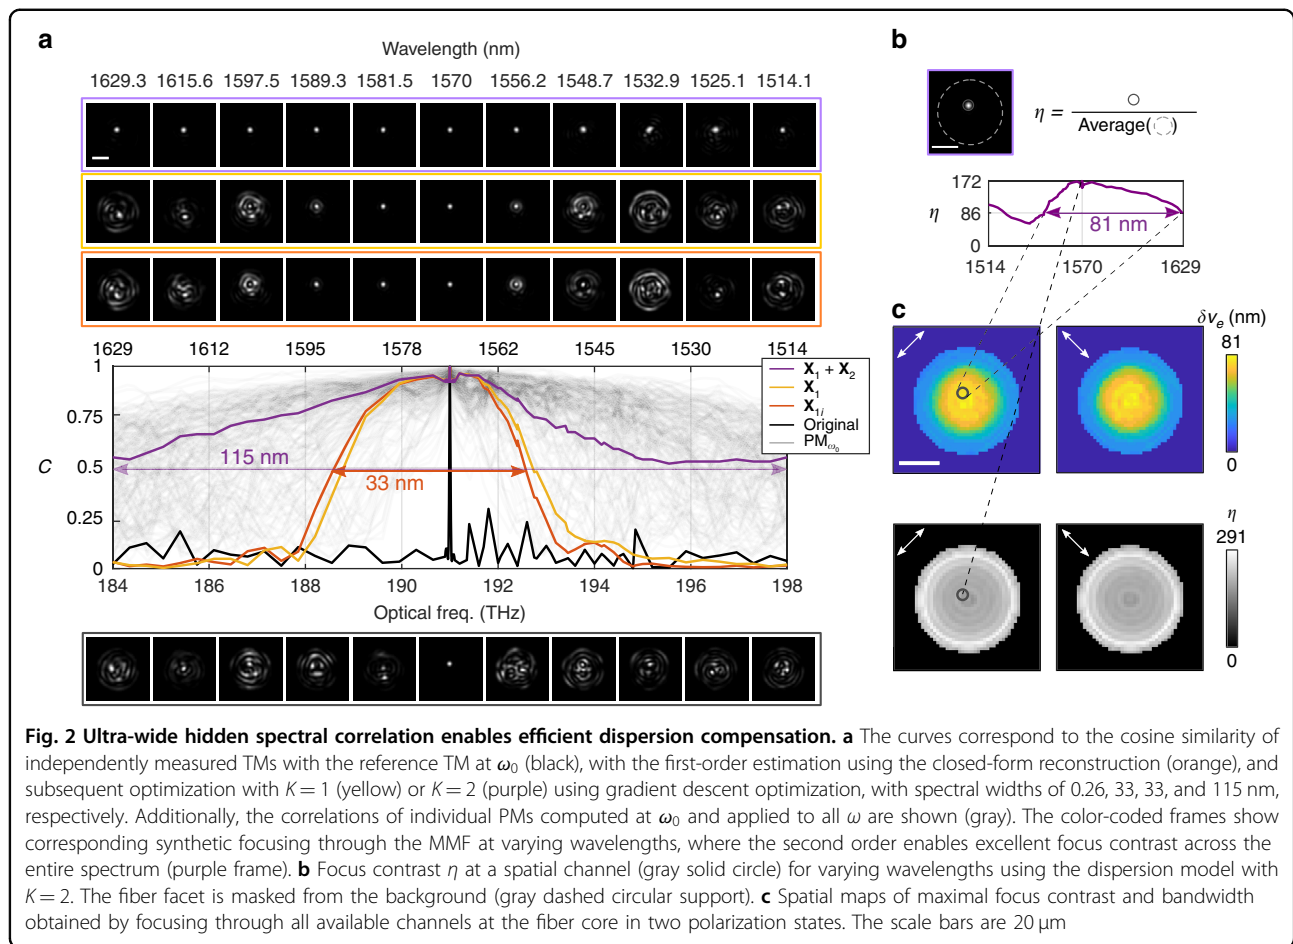 a
Wavelength (nm)
1629.3 1615.6 1597.5 1589.3 1581.5 1570 1556.2 1548.7 1532.9 1525.1 1514.1
1629 1612 1595 1578 1562 1545 1530 1514
1
0.75
C 0.5
0.25
0
115 nm
33 nm
X1 + X2
X1
X1i
Original
PMω0
184 186 188 190 192 194 196 198
Optical freq. (THz)
b
η = Average( )
172
η 86
0
81 nm
1514 1570 1629
c
δve (nm)
81
0
η
291
0
Fig. 2 Ultra-wide hidden spectral correlation enables efficient dispersion compensation. a The curves correspond to the cosine similarity of
independently measured TMs with the reference TM at ω0 (black), with the first-order estimation using the closed-form reconstruction (orange), and
subsequent optimization with K = 1 (yellow) or K = 2 (purple) using gradient descent optimization, with spectral widths of 0.26, 33, 33, and 115 nm,
respectively. Additionally, the correlations of individual PMs computed at ω0 and applied to all ω are shown (gray). The color-coded frames show
corresponding synthetic focusing through the MMF at varying wavelengths, where the second order enables excellent focus contrast across the
entire spectrum (purple frame). b Focus contrast η at a spatial channel (gray solid circle) for varying wavelengths using the dispersion model with
K = 2. The fiber facet is masked from the background (gray dashed circular support). c Spatial maps of maximal focus contrast and bandwidth
obtained by focusing through all available channels at the fiber core in two polarization states. The scale bars are 20 μm